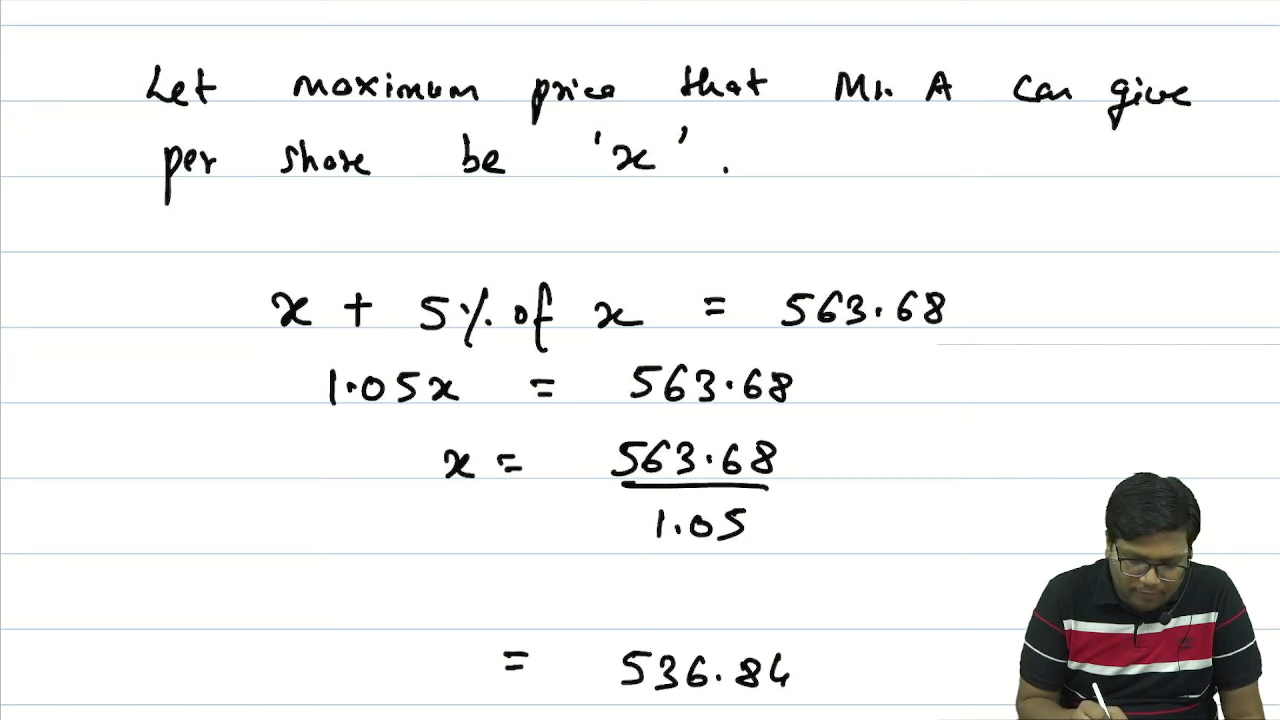 Let maximum price that Mr. A can give
per share be 'x'.
x + 5% of x = 563.68
1.05x = 563.68
x = 563.68
1.05
= 536.84